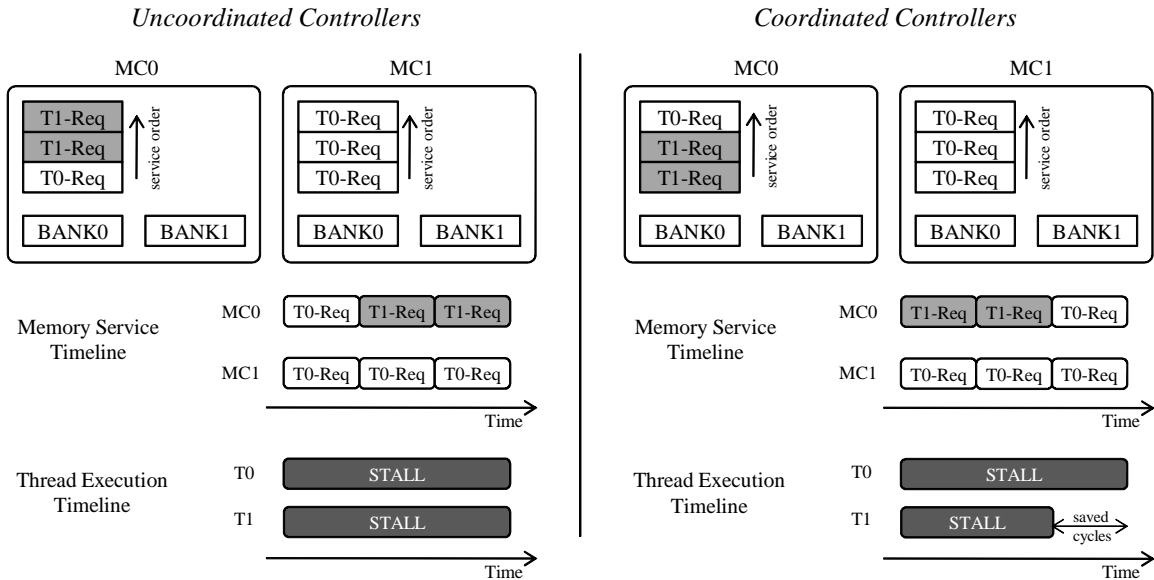 Uncoordinated Controllers
MC0
MC1
T1-Req
T1-Req
T0-Req
service order
BANK0
BANK1
T0-Req
T0-Req
T0-Req
service order
BANK0
BANK1
Memory Service
Timeline
MC0
T0-Req
T1-Req
T1-Req
MC1
T0-Req
T0-Req
T0-Req
Time
Thread Execution
Timeline
T0
STALL
T1
STALL
Time
Coordinated Controllers
MC0
MC1
T0-Req
T1-Req
T1-Req
service order
BANK0
BANK1
T0-Req
T0-Req
T0-Req
service order
BANK0
BANK1
Memory Service
Timeline
MC0
T1-Req
T1-Req
T0-Req
MC1
T0-Req
T0-Req
T0-Req
Time
Thread Execution
Timeline
T0
STALL
T1
STALL
saved
cycles
Time